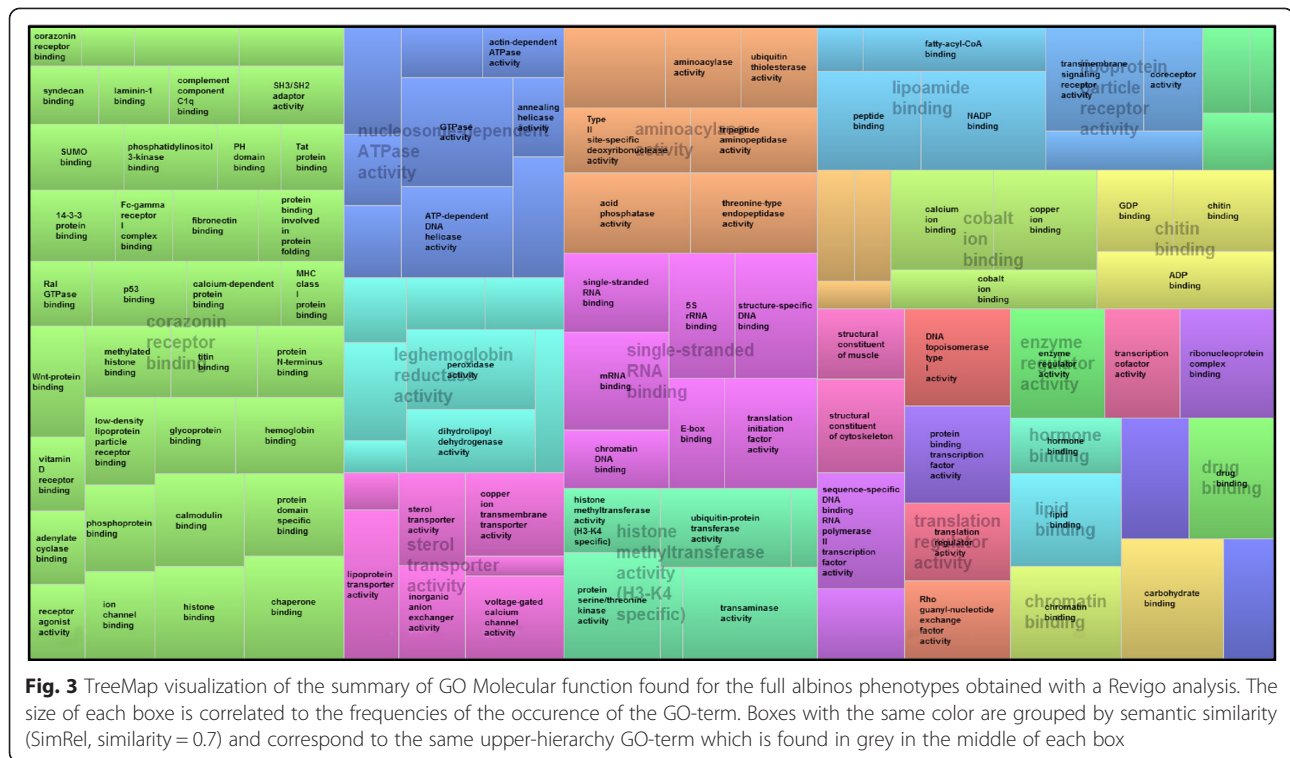 corazonin
receptor
binding
syndecan
binding
laminin-1
binding
complement
component
C1q
binding
SH3/SH2
adaptor
activity
SUMO
binding
phosphatidylinositol
3-kinase
binding
PH
domain
binding
Tat
protein
binding
14-3-3
protein
binding
Fc-gamma
receptor
I
complex
binding
fibronectin
binding
protein
binding
involved
in
protein
folding
Ral
GTPase
binding
p53
binding
calcium-dependent
protein
binding
MHC
class
I
protein
binding
corazonin
receptor
binding
Wnt-protein
binding
methylated
histone
binding
titin
binding
protein
N-terminus
binding
low-density
lipoprotein
particle
receptor
binding
glycoprotein
binding
hemoglobin
binding
vitamin
D
receptor
binding
phosphoprotein
binding
calmodulin
binding
protein
domain
specific
binding
adenylate
cyclase
binding
receptor
agonist
activity
ion
channel
binding
histone
binding
chaperone
binding
actin-dependent
ATPase
activity
GTPase
activity
annealing
helicase
activity
nucleosome-dependent
ATPase
activity
ATP-dependent
DNA
helicase
activity
leghemoglobin
reductase
activity
peroxidase
activity
dihydrolipoyl
dehydrogenase
activity
sterol
transporter
activity
copper
ion
transmembrane
transporter
activity
sterol
transporter
activity
lipoprotein
transporter
activity
inorganic
anion
exchanger
activity
voltage-gated
calcium
channel
activity
aminoacylase
activity
ubiquitin
thiolesterase
activity
Type
II
site-specific
deoxyribonuclease
activity
tripeptide
aminopeptidase
activity
aminoacylase
activity
acid
phosphatase
activity
threonine-type
endopeptidase
activity
single-stranded
RNA
binding
5S
rRNA
binding
structure-specific
DNA
binding
single-stranded
RNA
binding
mRNA
binding
E-box
binding
translation
initiation
factor
activity
chromatin
DNA
binding
histone
methyltransferase
activity
(H3-K4
specific)
ubiquitin-protein
transferase
activity
histone
methyltransferase
activity
(H3-K4
specific)
protein
serine/threonine
kinase
activity
transaminase
activity
fatty-acyl-CoA
binding
lipoamide
binding
peptide
binding
NADP
binding
transmembrane
signaling
receptor
activity
coreceptor
activity
lipoprotein
particle
receptor activity
calcium
ion
binding
copper
ion
binding
cobalt
ion
binding
cobalt
ion
binding
GDP
binding
chitin
binding
chitin
binding
ADP
binding
structural
constituent
of muscle
DNA
topoisomerase
type
I
activity
enzyme
regulator activity
enzyme
regulator
activity
transcription
cofactor
activity
ribonucleoprotein
complex
binding
structural
constituent
of cytoskeleton
protein
binding
transcription
factor
activity
hormone
binding
hormone
binding
drug
binding
drug
binding
sequence-specific
DNA
binding
RNA
polymerase
II
transcription
factor
activity
translation
regulator
activity
translation
regulator
activity
lipid
binding
lipid
binding
Rho
guanyl-nucleotide
exchange
factor
activity
chromatin
binding
chromatin
binding
carbohydrate
binding
Fig. 3 TreeMap visualization of the summary of GO Molecular function found for the full albinos phenotypes obtained with a Revigo analysis. The
size of each boxe is correlated to the frequencies of the occurence of the GO-term. Boxes with the same color are grouped by semantic similarity
(SimRel, similarity = 0.7) and correspond to the same upper-hierarchy GO-term which is found in grey in the middle of each box